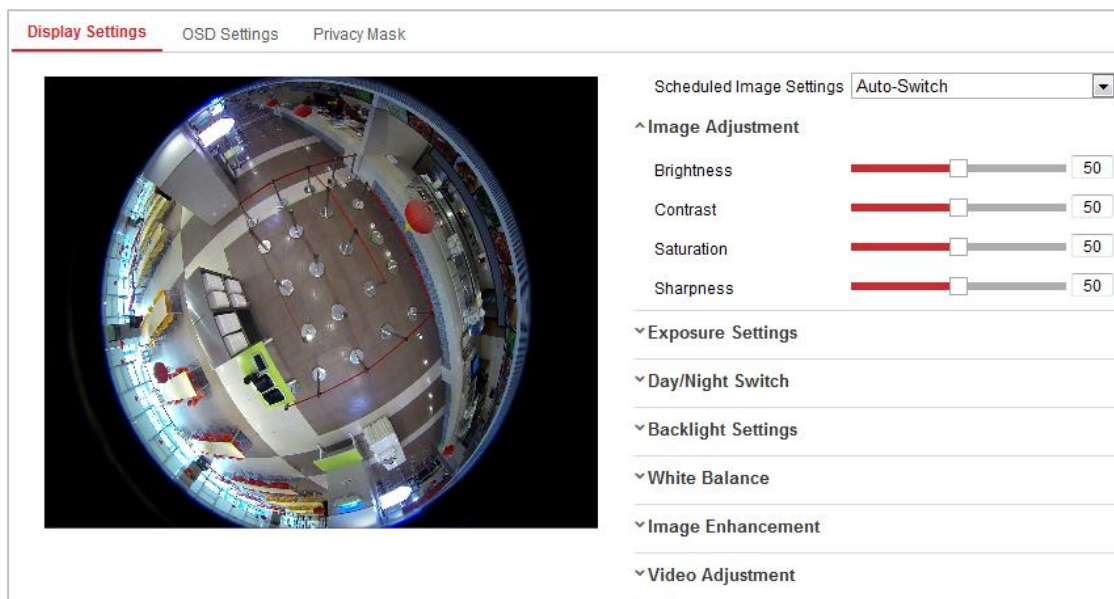 Display Settings OSD Settings Privacy Mask
Scheduled Image Settings Auto-Switch
Image Adjustment
Brightness 50
Contrast 50
Saturation 50
Sharpness 50
Exposure Settings
Day/Night Switch
Backlight Settings
White Balance
Image Enhancement
Video Adjustment